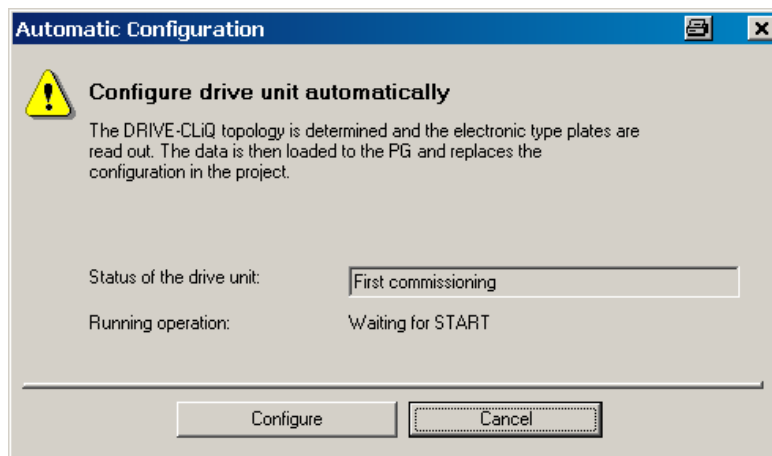 Automatic Configuration
Configure drive unit automatically
The DRIVE-CLiQ topology is determined and the electronic type plates are
read out. The data is then loaded to the PG and replaces the
configuration in the project.
Status of the drive unit: First commissioning
Running operation: Waiting for START
Configure Cancel